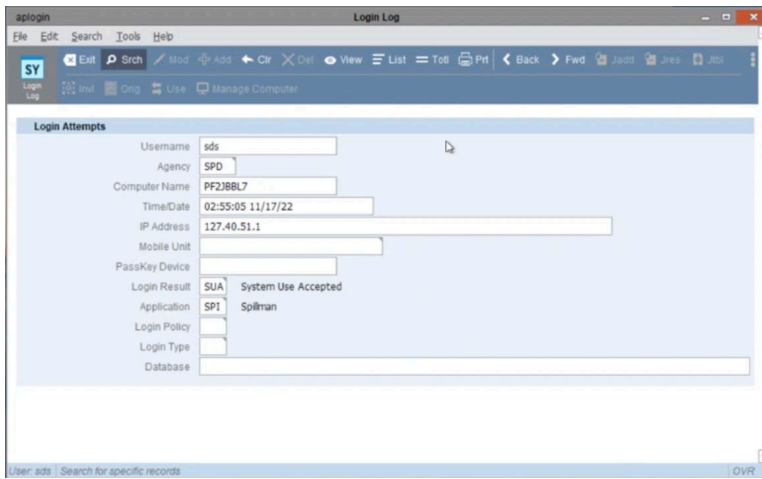 aplogin Login Log
File Edit Search Tools Help
SY Exit Srch Mod Add Clr Del View List Totl Prt Back Fwd Jadd Jres Jtbl
Login Log Invl Orig Use Manage Computer
Login Attempts
Username sds
Agency SPD
Computer Name PF2JBBL7
Time/Date 02:55:05 11/17/22
IP Address 127.40.51.1
Mobile Unit
PassKey Device
Login Result SUA System Use Accepted
Application SPI Spillman
Login Policy
Login Type
Database
User: sds Search for specific records OVR